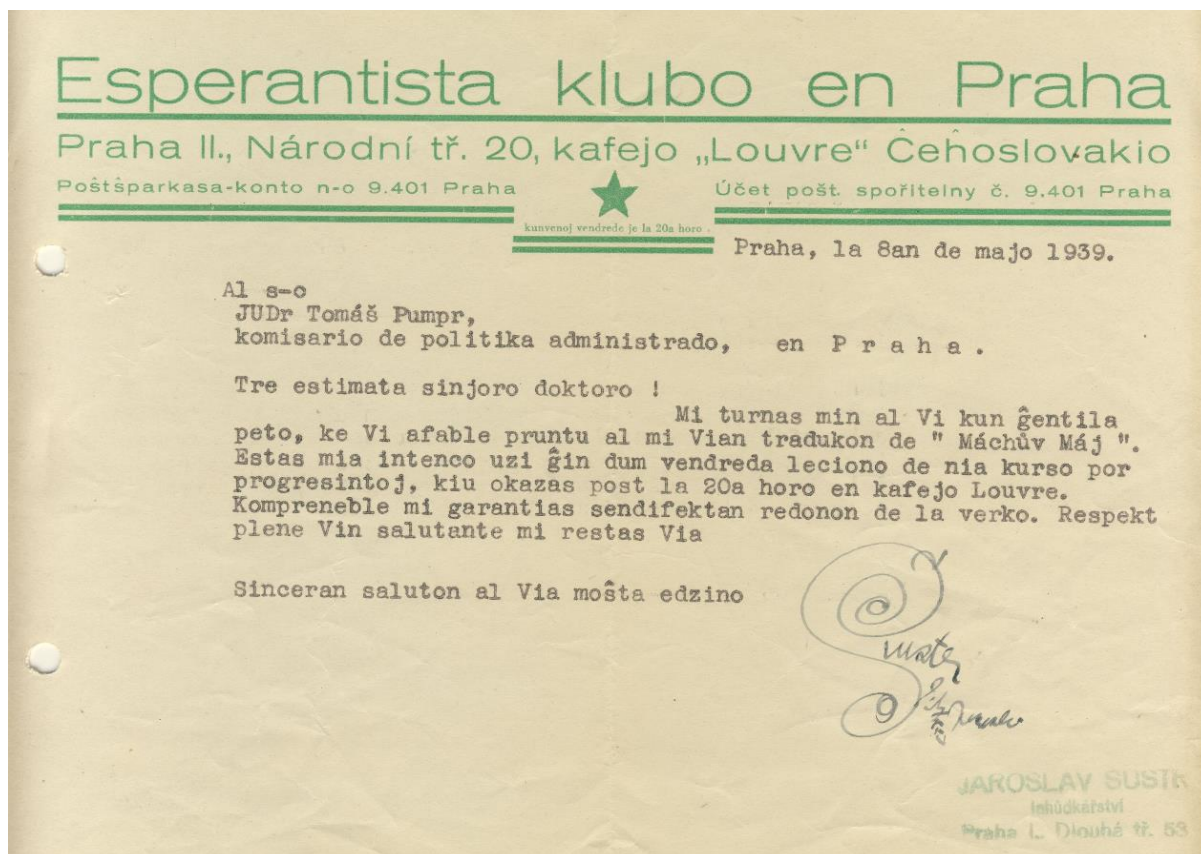 Esperantista klubo en Praha
Praha II., Národní tř. 20, kafejo „Louvre“ Ĉeĥoslovakio
Poŝtŝparkasa-konto n-o 9.401 Praha
Účet pošt. spořitelny č. 9.401 Praha
kunvenoj vendrede je la 20a horo.
Praha, la 8an de majo 1939.
Al s-o
JUDr Tomáš Pumpr,
komisario de politika administrado, en P r a h a .
Tre estimata sinjoro doktoro !
Mi turnas min al Vi kun ĝentila
peto, ke Vi afable pruntu al mi Vian tradukon de " Máchův Máj ".
Estas mia intenco uzi ĝin dum vendreda leciono de nia kurso por
progresintoj, kiu okazas post la 20a horo en kafejo Louvre.
Kompreneble mi garantias sendifektan redonon de la verko. Respekt
plene Vin salutante mi restas Via
Sinceran saluton al Via moŝta edzino
JAROSLAV ŠUSTR
lahůdkářství
Praha I., Dlouhá tř. 53